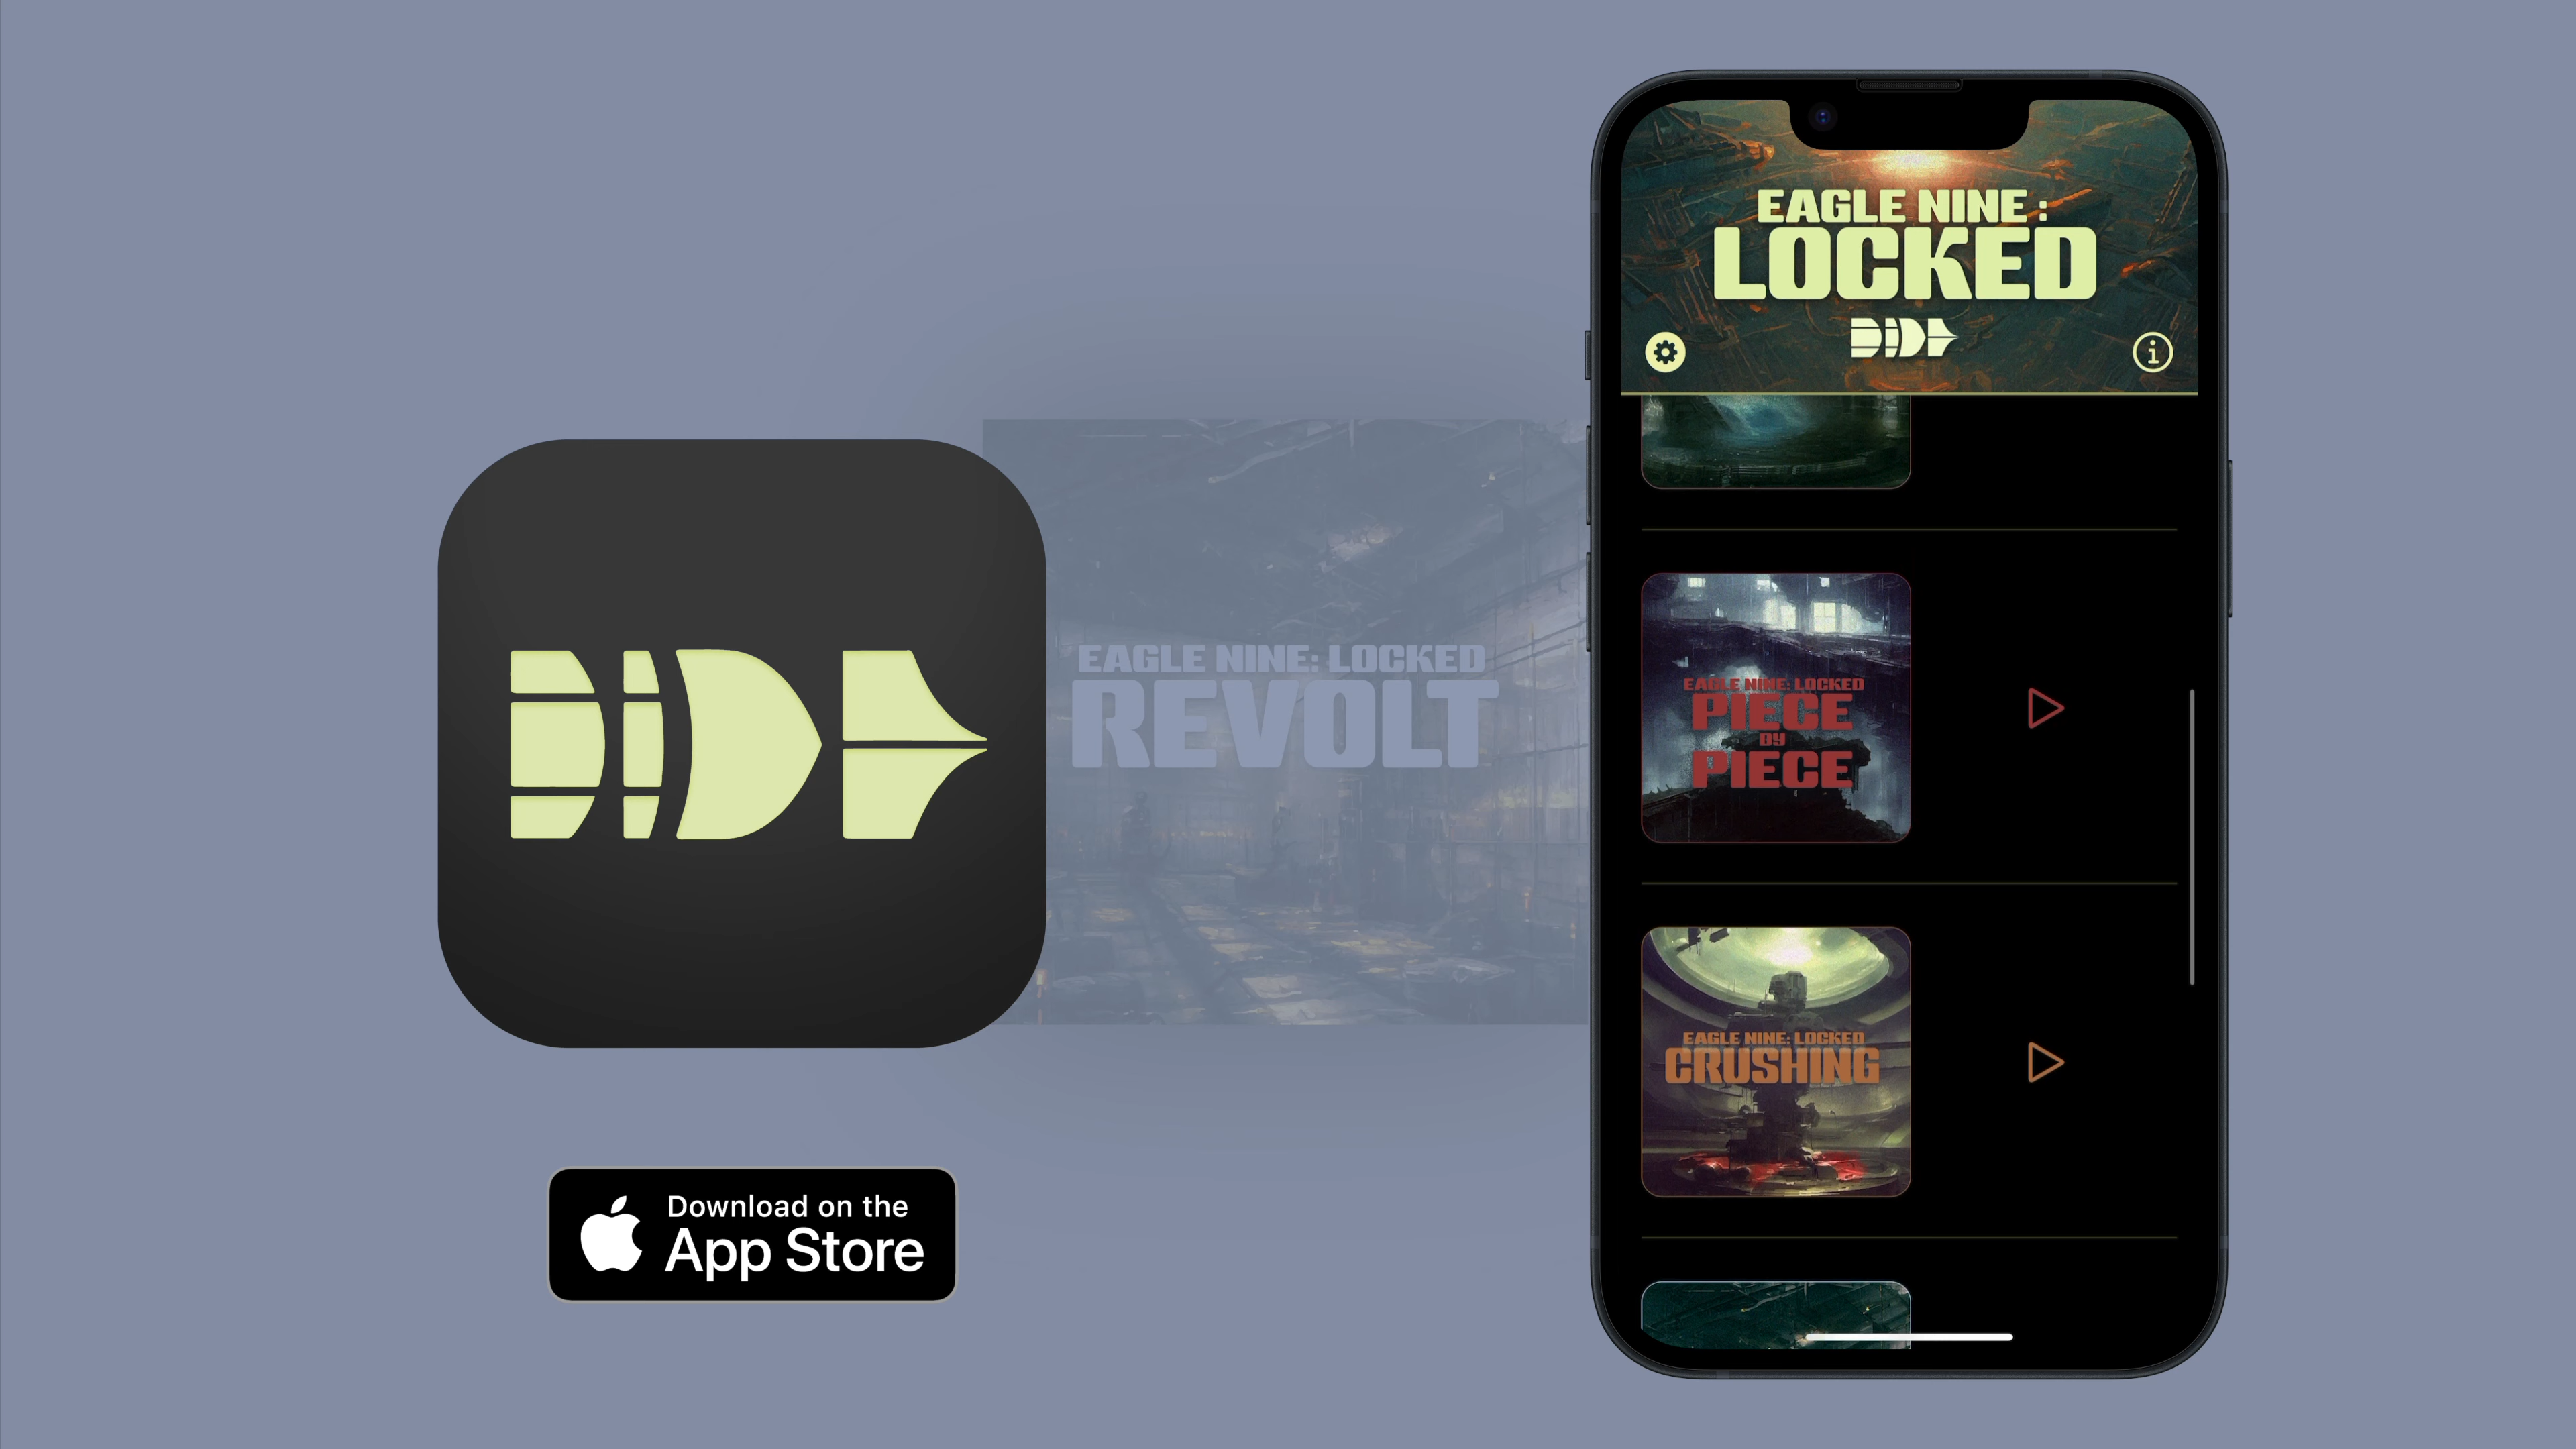 EAGLE NINE: LOCKED
REVOLT
Download on the
App Store
EAGLE NINE :
LOCKED
EAGLE NINE: LOCKED
PIECE
BY
PIECE
EAGLE NINE: LOCKED
CRUSHING